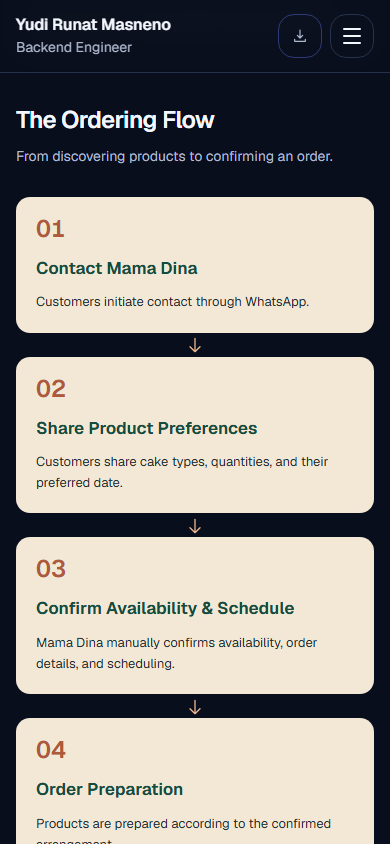 Yudi Runat Masneno
Backend Engineer
The Ordering Flow
From discovering products to confirming an order.
01
Contact Mama Dina
Customers initiate contact through WhatsApp.
02
Share Product Preferences
Customers share cake types, quantities, and their
preferred date.
03
Confirm Availability & Schedule
Mama Dina manually confirms availability, order
details, and scheduling.
04
Order Preparation
Products are prepared according to the confirmed
arrangement.